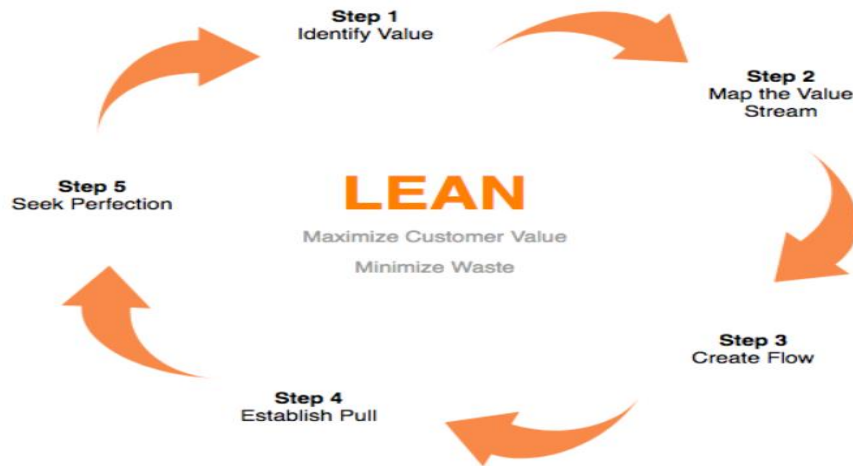 Step 1
Identify Value
Step 2
Map the Value
Stream
Step 3
Create Flow
Step 4
Establish Pull
Step 5
Seek Perfection
LEAN
Maximize Customer Value
Minimize Waste